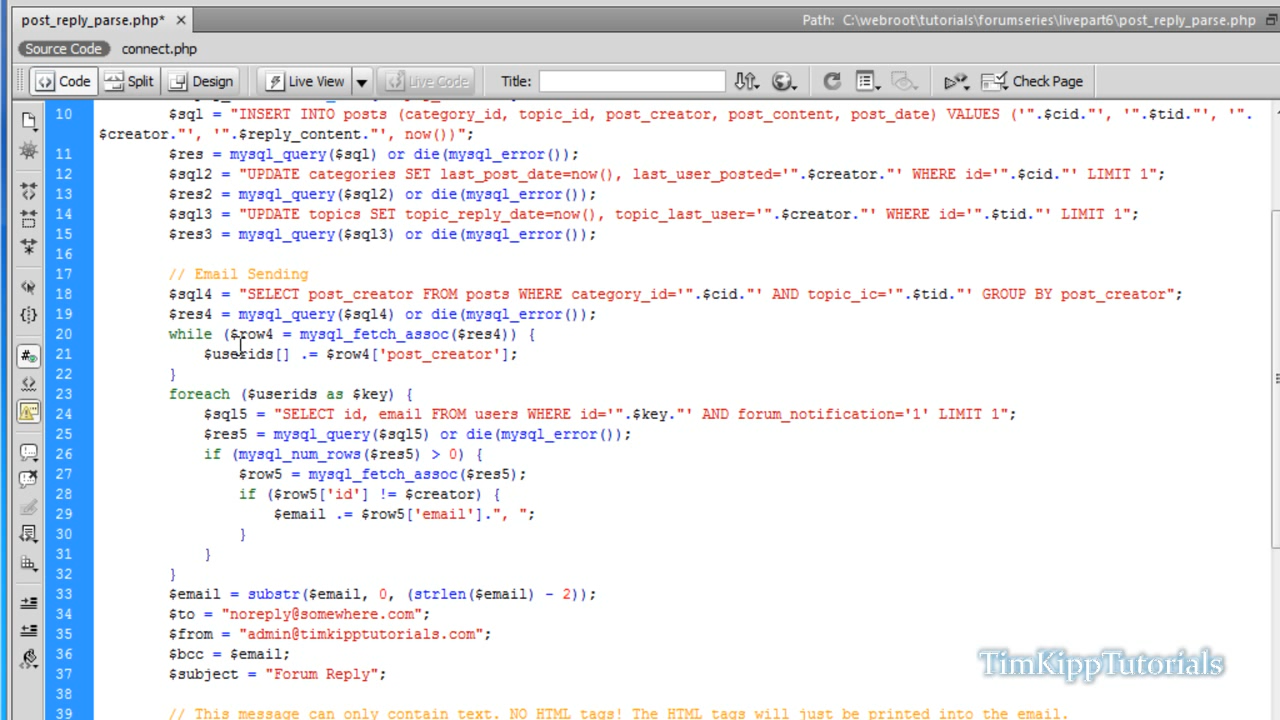 post_reply_parse.php* ×
Path: C:\webroot\tutorials\forumseries\livepart6\post_reply_parse.php
Source Code connect.php
Code Split Design Live View Live Code Title: Check Page
10 $sql = "INSERT INTO posts (category_id, topic_id, post_creator, post_content, post_date) VALUES ('".$cid."', '".$tid."', '".
$creator."', '".$reply_content."', now())";
11 $res = mysql_query($sql) or die(mysql_error());
12 $sql2 = "UPDATE categories SET last_post_date=now(), last_user_posted='".$creator."' WHERE id='".$cid."' LIMIT 1";
13 $res2 = mysql_query($sql2) or die(mysql_error());
14 $sql3 = "UPDATE topics SET topic_reply_date=now(), topic_last_user='".$creator."' WHERE id='".$tid."' LIMIT 1";
15 $res3 = mysql_query($sql3) or die(mysql_error());
16
17 // Email Sending
18 $sql4 = "SELECT post_creator FROM posts WHERE category_id='".$cid."' AND topic_ic='".$tid."' GROUP BY post_creator";
19 $res4 = mysql_query($sql4) or die(mysql_error());
20 while ($row4 = mysql_fetch_assoc($res4)) {
21 $userids[] .= $row4['post_creator'];
22 }
23 foreach ($userids as $key) {
24 $sql5 = "SELECT id, email FROM users WHERE id='".$key."' AND forum_notification='1' LIMIT 1";
25 $res5 = mysql_query($sql5) or die(mysql_error());
26 if (mysql_num_rows($res5) > 0) {
27 $row5 = mysql_fetch_assoc($res5);
28 if ($row5['id'] != $creator) {
29 $email .= $row5['email'].", ";
30 }
31 }
32 }
33 $email = substr($email, 0, (strlen($email) - 2));
34 $to = "noreply@somewhere.com";
35 $from = "admin@timkipptutorials.com";
36 $bcc = $email;
37 $subject = "Forum Reply";
38
39 // This message can only contain text. NO HTML tags! The HTML tags will just be printed into the email.
TimKippTutorials